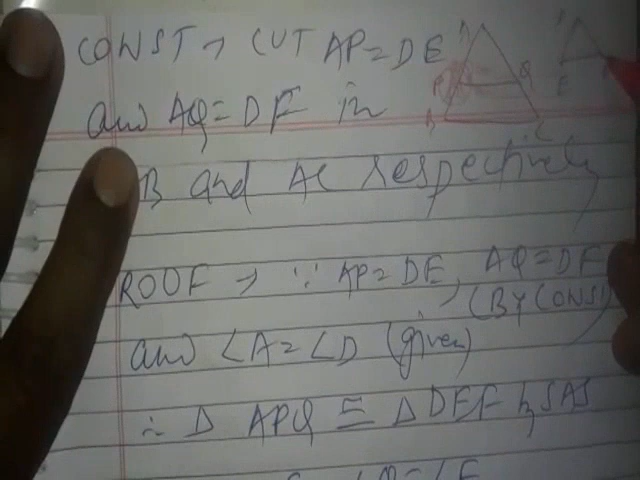 CONST → CUT AP=DE
and AQ=DF in
B and AC respectively
ROOF → ∵ AP=DE, AQ=DF
→ (BY CONS)
and ∠A=∠D (given)
∴ Δ APQ ≅ Δ DEF by SAS